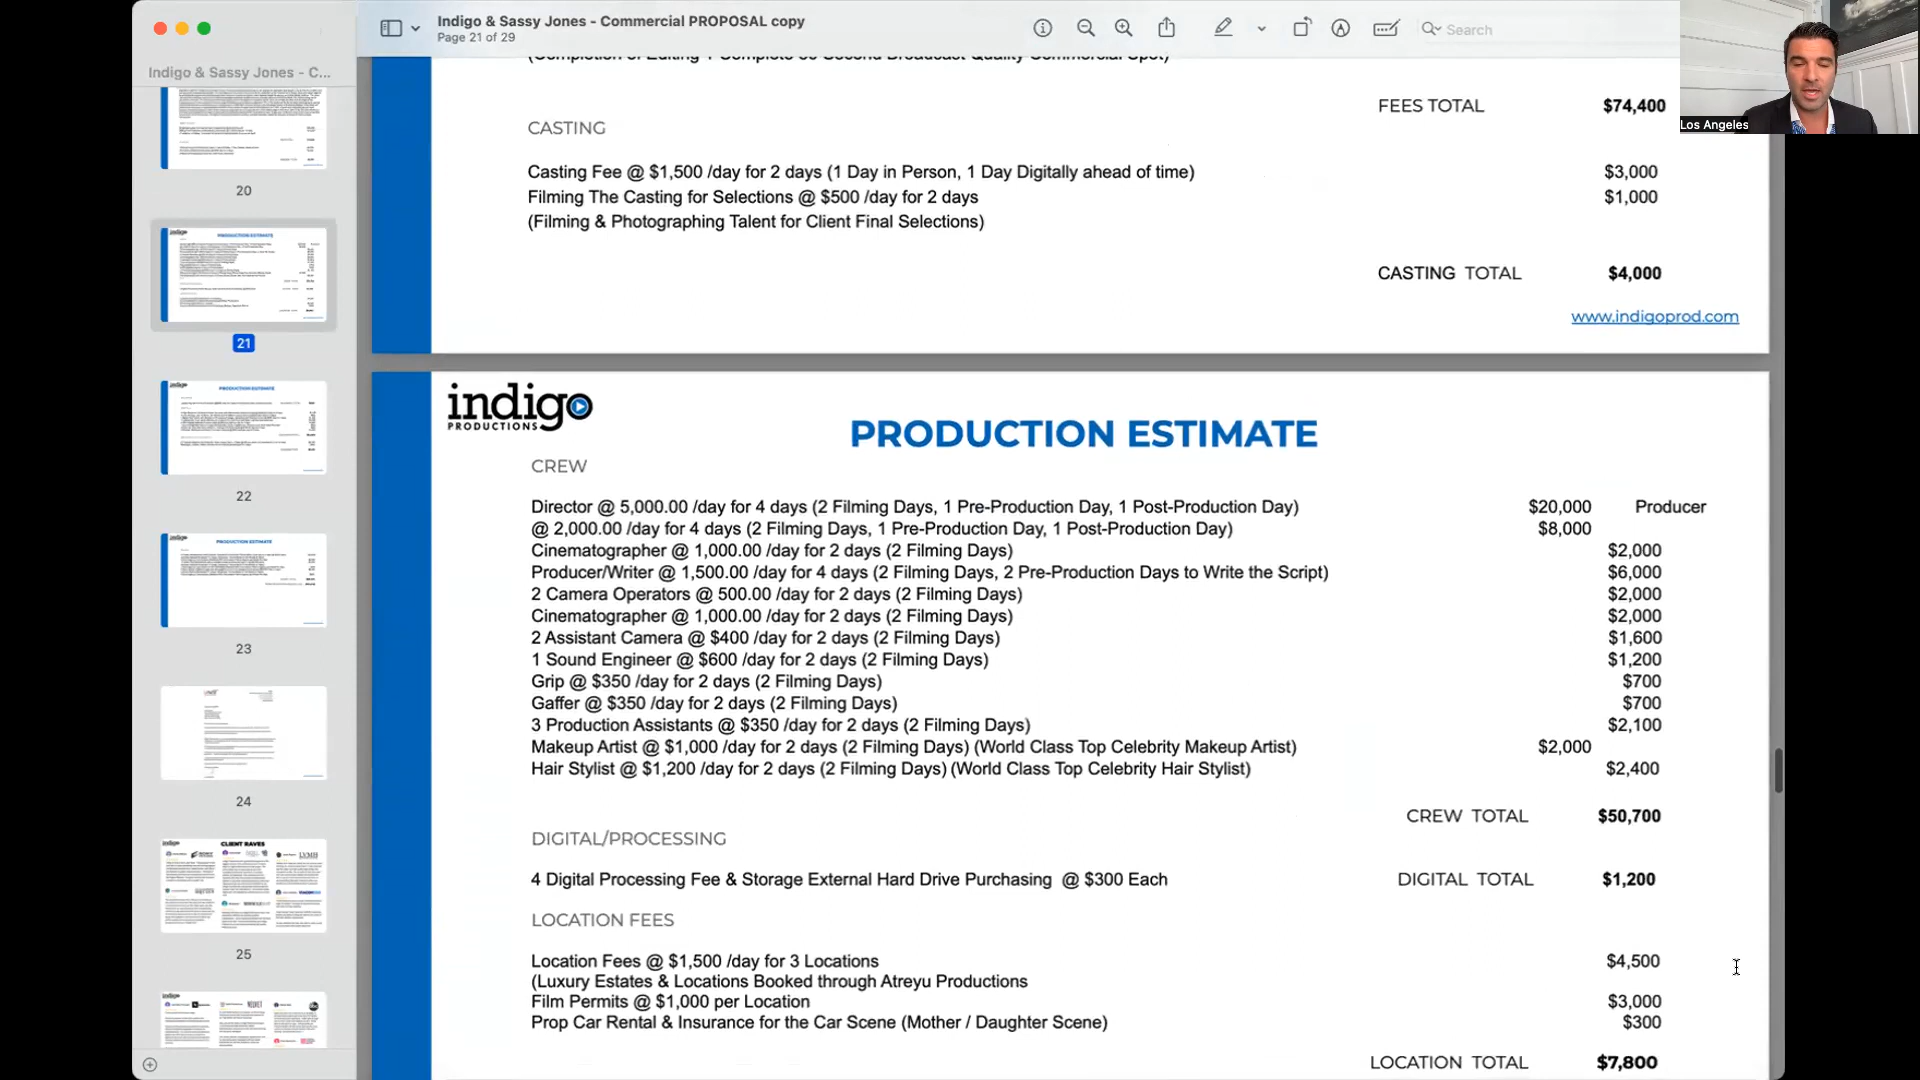 Indigo & Sassy Jones - Commercial PROPOSAL copy
Page 21 of 29
Search
Los Angeles
Indigo & Sassy Jones - C...
20
PRODUCTION ESTIMATE
21
PRODUCTION ESTIMATE
22
PRODUCTION ESTIMATE
23
24
CLIENT RAVES
25
FEES TOTAL $74,400
CASTING
Casting Fee @ $1,500 /day for 2 days (1 Day in Person, 1 Day Digitally ahead of time) $3,000
Filming The Casting for Selections @ $500 /day for 2 days $1,000
(Filming & Photographing Talent for Client Final Selections)
CASTING TOTAL $4,000
www.indigoprod.com
indigo
PRODUCTIONS
PRODUCTION ESTIMATE
CREW
Director @ 5,000.00 /day for 4 days (2 Filming Days, 1 Pre-Production Day, 1 Post-Production Day) $20,000 Producer
@ 2,000.00 /day for 4 days (2 Filming Days, 1 Pre-Production Day, 1 Post-Production Day) $8,000
Cinematographer @ 1,000.00 /day for 2 days (2 Filming Days) $2,000
Producer/Writer @ 1,500.00 /day for 4 days (2 Filming Days, 2 Pre-Production Days to Write the Script) $6,000
2 Camera Operators @ 500.00 /day for 2 days (2 Filming Days) $2,000
Cinematographer @ 1,000.00 /day for 2 days (2 Filming Days) $2,000
2 Assistant Camera @ $400 /day for 2 days (2 Filming Days) $1,600
1 Sound Engineer @ $600 /day for 2 days (2 Filming Days) $1,200
Grip @ $350 /day for 2 days (2 Filming Days) $700
Gaffer @ $350 /day for 2 days (2 Filming Days) $700
3 Production Assistants @ $350 /day for 2 days (2 Filming Days) $2,100
Makeup Artist @ $1,000 /day for 2 days (2 Filming Days) (World Class Top Celebrity Makeup Artist) $2,000
Hair Stylist @ $1,200 /day for 2 days (2 Filming Days) (World Class Top Celebrity Hair Stylist) $2,400
CREW TOTAL $50,700
DIGITAL/PROCESSING
4 Digital Processing Fee & Storage External Hard Drive Purchasing @ $300 Each DIGITAL TOTAL $1,200
LOCATION FEES
Location Fees @ $1,500 /day for 3 Locations $4,500
(Luxury Estates & Locations Booked through Atreyu Productions
Film Permits @ $1,000 per Location $3,000
Prop Car Rental & Insurance for the Car Scene (Mother / Daughter Scene) $300
LOCATION TOTAL $7,800